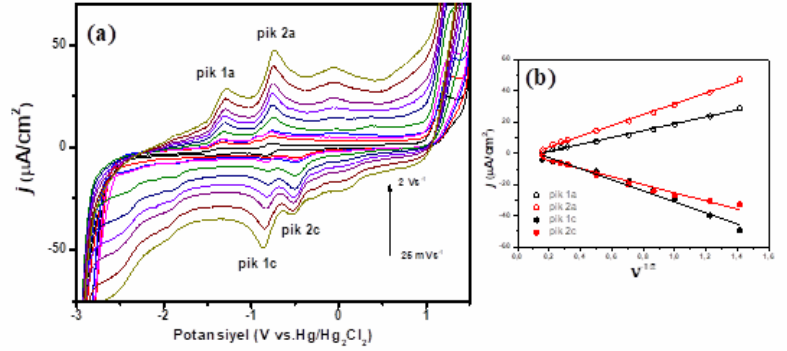 (a)
pik 1a
pik 2a
pik 1c
pik 2c
2 Vs⁻¹
25 mVs⁻¹
50
0
-50
j (μA/cm²)
-3 -2 -1 0 1
Potansiyel (V vs.Hg/Hg₂Cl₂)
(b)
60
40
20
0
-20
-40
-60
j (μA/cm²)
pik 1a
pik 2a
pik 1c
pik 2c
0,0 0,2 0,4 0,6 0,8 1,0 1,2 1,4 1,6